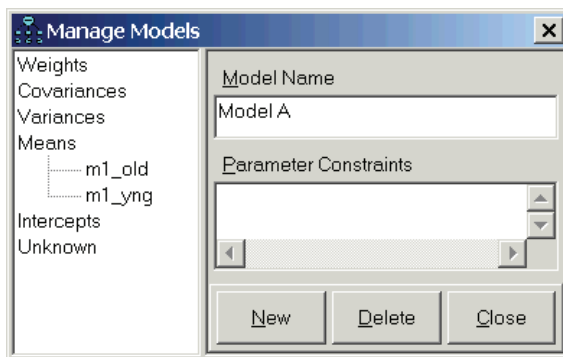 Manage Models
Weights
Covariances
Variances
Means
m1_old
m1_yng
Intercepts
Unknown
Model Name
Model A
Parameter Constraints
New
Delete
Close